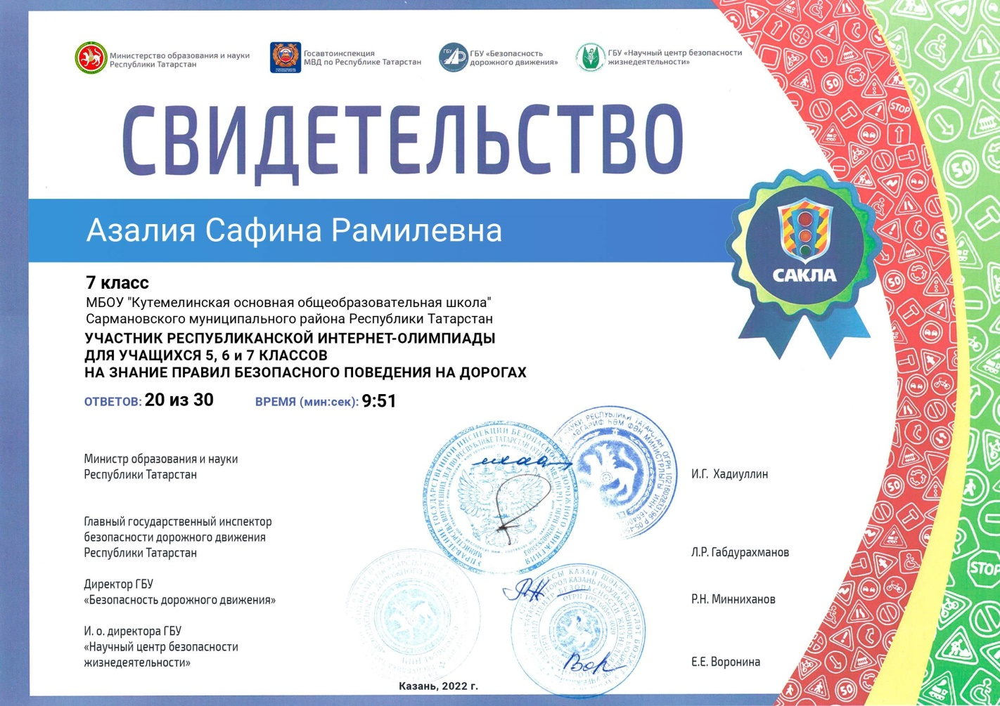 Министерство образования и науки
Республики Татарстан
Госавтоинспекция
МВД по Республике Татарстан
ГБУ «Безопасность
дорожного движения»
ГБУ «Научный центр безопасности
жизнедеятельности»
СВИДЕТЕЛЬСТВО
Азалия Сафина Рамилевна
САКЛА
7 класс
МБОУ "Кутемелинская основная общеобразовательная школа"
Сармановского муниципального района Республики Татарстан
УЧАСТНИК РЕСПУБЛИКАНСКОЙ ИНТЕРНЕТ-ОЛИМПИАДЫ
ДЛЯ УЧАЩИХСЯ 5, 6 и 7 КЛАССОВ
НА ЗНАНИЕ ПРАВИЛ БЕЗОПАСНОГО ПОВЕДЕНИЯ НА ДОРОГАХ
ОТВЕТОВ: 20 из 30 ВРЕМЯ (мин:сек): 9:51
Министр образования и науки
Республики Татарстан
И.Г. Хадиуллин
Главный государственный инспектор
безопасности дорожного движения
Республики Татарстан
Л.Р. Габдурахманов
Директор ГБУ
«Безопасность дорожного движения»
Р.Н. Минниханов
И. о. директора ГБУ
«Научный центр безопасности
жизнедеятельности»
Е.Е. Воронина
Казань, 2022 г.